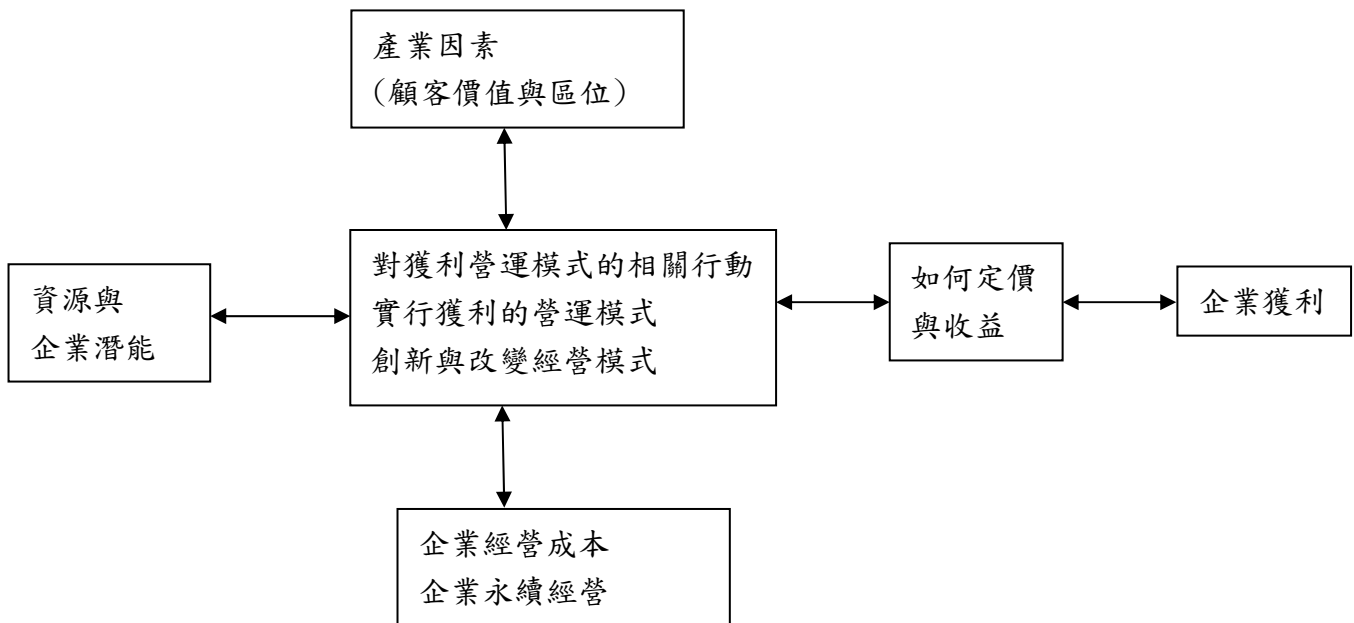 產業因素
(顧客價值與區位)
資源與
企業潛能
對獲利營運模式的相關行動
實行獲利的營運模式
創新與改變經營模式
如何定價
與收益
企業獲利
企業經營成本
企業永續經營